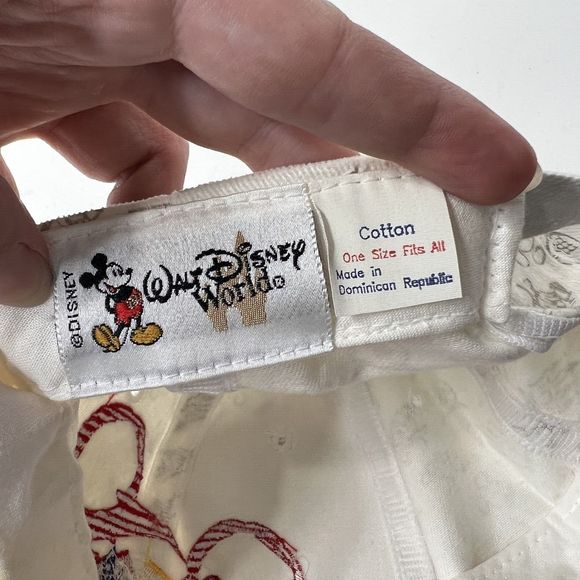 ©DISNEY
WALT DISNEY
WORLD®
Cotton
One Size Fits All
Made in
Dominican Republic